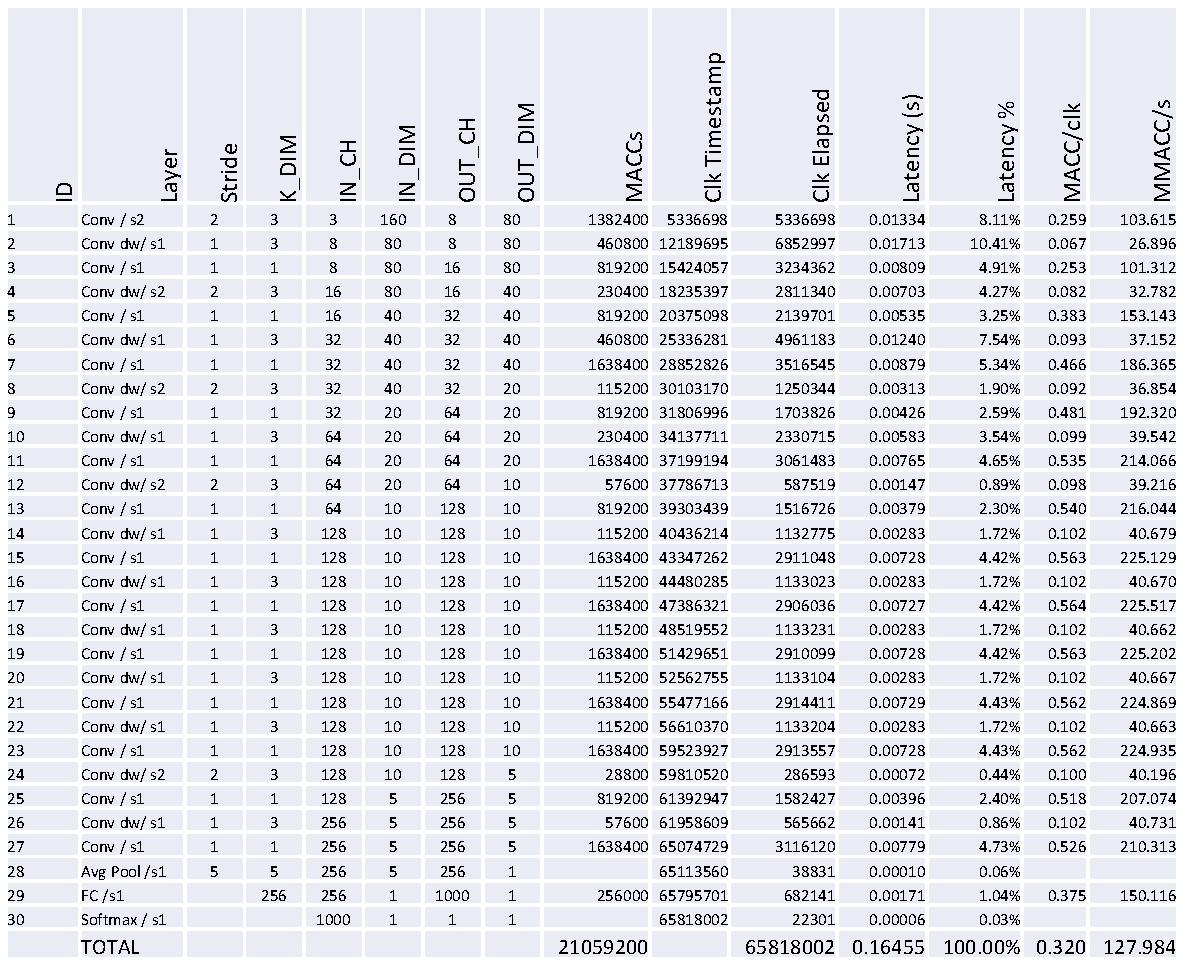 ID Layer Stride K_DIM IN_CH IN_DIM OUT_CH OUT_DIM MACCs Clk Timestamp Clk Elapsed Latency (s) Latency % MACC/clk MMACC/s
1 Conv / s2 2 3 3 160 8 80 1382400 5336698 5336698 0.01334 8.11% 0.259 103.615
2 Conv dw/ s1 1 3 8 80 8 80 460800 12189695 6852997 0.01713 10.41% 0.067 26.896
3 Conv / s1 1 1 8 80 16 80 819200 15424057 3234362 0.00809 4.91% 0.253 101.312
4 Conv dw/ s2 2 3 16 80 16 40 230400 18235397 2811340 0.00703 4.27% 0.082 32.782
5 Conv / s1 1 1 16 40 32 40 819200 20375098 2139701 0.00535 3.25% 0.383 153.143
6 Conv dw/ s1 1 3 32 40 32 40 460800 25336281 4961183 0.01240 7.54% 0.093 37.152
7 Conv / s1 1 1 32 40 32 40 1638400 28852826 3516545 0.00879 5.34% 0.466 186.365
8 Conv dw/ s2 2 3 32 40 32 20 115200 30103170 1250344 0.00313 1.90% 0.092 36.854
9 Conv / s1 1 1 32 20 64 20 819200 31806996 1703826 0.00426 2.59% 0.481 192.320
10 Conv dw/ s1 1 3 64 20 64 20 230400 34137711 2330715 0.00583 3.54% 0.099 39.542
11 Conv / s1 1 1 64 20 64 20 1638400 37199194 3061483 0.00765 4.65% 0.535 214.066
12 Conv dw/ s2 2 3 64 20 64 10 57600 37786713 587519 0.00147 0.89% 0.098 39.216
13 Conv / s1 1 1 64 10 128 10 819200 39303439 1516726 0.00379 2.30% 0.540 216.044
14 Conv dw/ s1 1 3 128 10 128 10 115200 40436214 1132775 0.00283 1.72% 0.102 40.679
15 Conv / s1 1 1 128 10 128 10 1638400 43347262 2911048 0.00728 4.42% 0.563 225.129
16 Conv dw/ s1 1 3 128 10 128 10 115200 44480285 1133023 0.00283 1.72% 0.102 40.670
17 Conv / s1 1 1 128 10 128 10 1638400 47386321 2906036 0.00727 4.42% 0.564 225.517
18 Conv dw/ s1 1 3 128 10 128 10 115200 48519552 1133231 0.00283 1.72% 0.102 40.662
19 Conv / s1 1 1 128 10 128 10 1638400 51429651 2910099 0.00728 4.42% 0.563 225.202
20 Conv dw/ s1 1 3 128 10 128 10 115200 52562755 1133104 0.00283 1.72% 0.102 40.667
21 Conv / s1 1 1 128 10 128 10 1638400 55477166 2914411 0.00729 4.43% 0.562 224.869
22 Conv dw/ s1 1 3 128 10 128 10 115200 56610370 1133204 0.00283 1.72% 0.102 40.663
23 Conv / s1 1 1 128 10 128 10 1638400 59523927 2913557 0.00728 4.43% 0.562 224.935
24 Conv dw/ s2 2 3 128 10 128 5 28800 59810520 286593 0.00072 0.44% 0.100 40.196
25 Conv / s1 1 1 128 5 256 5 819200 61392947 1582427 0.00396 2.40% 0.518 207.074
26 Conv dw/ s1 1 3 256 5 256 5 57600 61958609 565662 0.00141 0.86% 0.102 40.731
27 Conv / s1 1 1 256 5 256 5 1638400 65074729 3116120 0.00779 4.73% 0.526 210.313
28 Avg Pool /s1 5 5 256 5 256 1 65113560 38831 0.00010 0.06%
29 FC /s1 256 256 1 1000 1 256000 65795701 682141 0.00171 1.04% 0.375 150.116
30 Softmax / s1 1000 1 1 1 65818002 22301 0.00006 0.03%
TOTAL 21059200 65818002 0.16455 100.00% 0.320 127.984